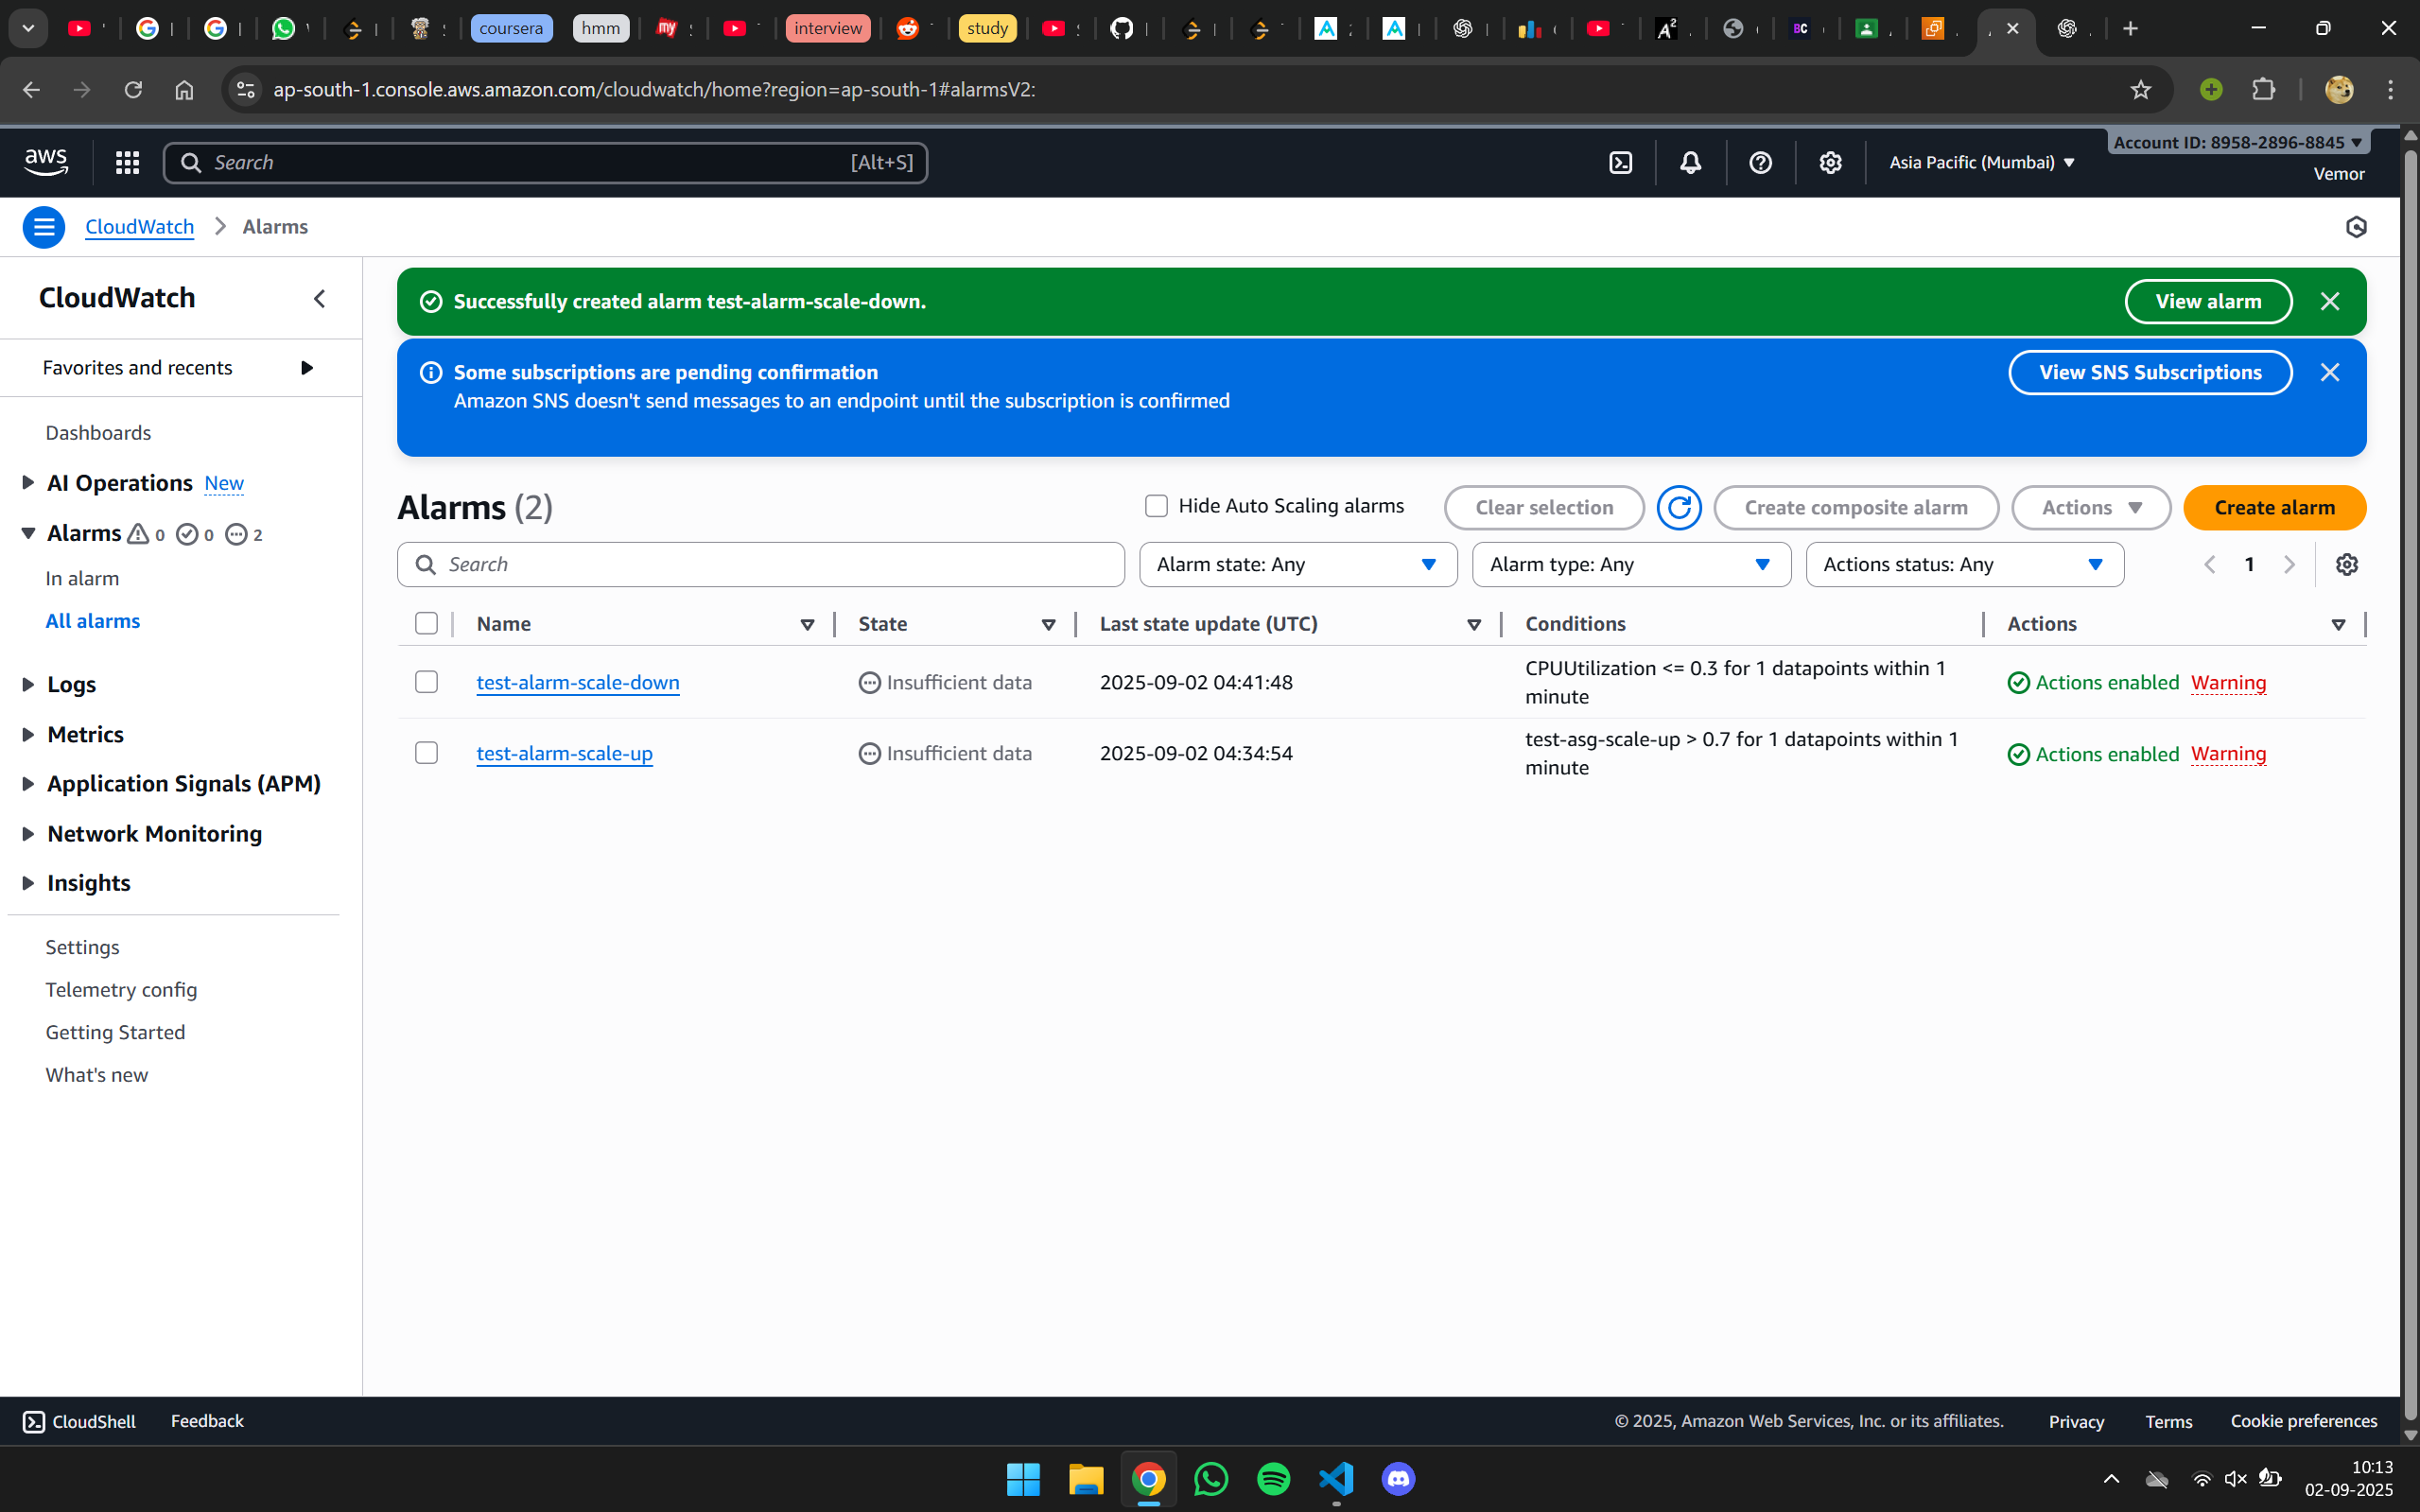 coursera
hmm
interview
study
ap-south-1.console.aws.amazon.com/cloudwatch/home?region=ap-south-1#alarmsV2:
aws
Search
[Alt+S]
Asia Pacific (Mumbai)
Account ID: 8958-2896-8845
Vemor
CloudWatch
Alarms
CloudWatch
Favorites and recents
Dashboards
AI Operations New
Alarms 0 0 2
In alarm
All alarms
Logs
Metrics
Application Signals (APM)
Network Monitoring
Insights
Settings
Telemetry config
Getting Started
What's new
Successfully created alarm test-alarm-scale-down.
View alarm
Some subscriptions are pending confirmation
Amazon SNS doesn't send messages to an endpoint until the subscription is confirmed
View SNS Subscriptions
Alarms (2)
Hide Auto Scaling alarms
Clear selection
Create composite alarm
Actions
Create alarm
Search
Alarm state: Any
Alarm type: Any
Actions status: Any
1
Name
State
Last state update (UTC)
Conditions
Actions
test-alarm-scale-down
Insufficient data
2025-09-02 04:41:48
CPUUtilization <= 0.3 for 1 datapoints within 1
minute
Actions enabled
Warning
test-alarm-scale-up
Insufficient data
2025-09-02 04:34:54
test-asg-scale-up > 0.7 for 1 datapoints within 1
minute
Actions enabled
Warning
CloudShell
Feedback
© 2025, Amazon Web Services, Inc. or its affiliates.
Privacy
Terms
Cookie preferences
10:13
02-09-2025